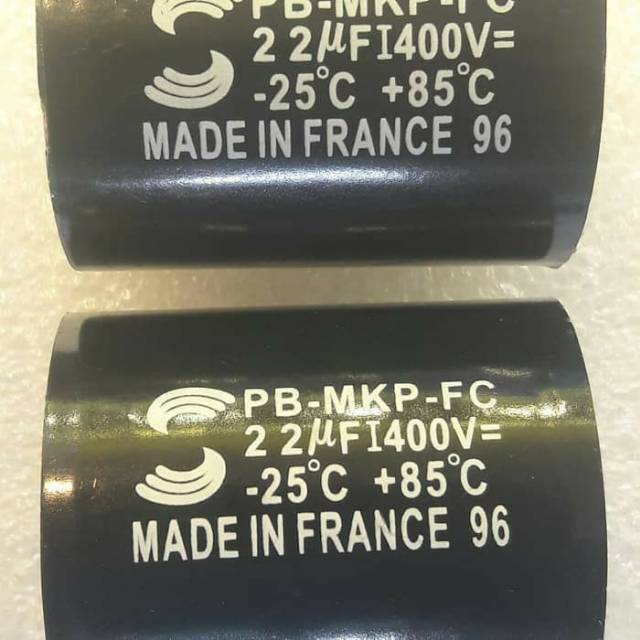 PB-MKP-FC
2 2µFI400V=
-25°C +85°C
MADE IN FRANCE 96
PB-MKP-FC
2 2µFI400V=
-25°C +85°C
MADE IN FRANCE 96